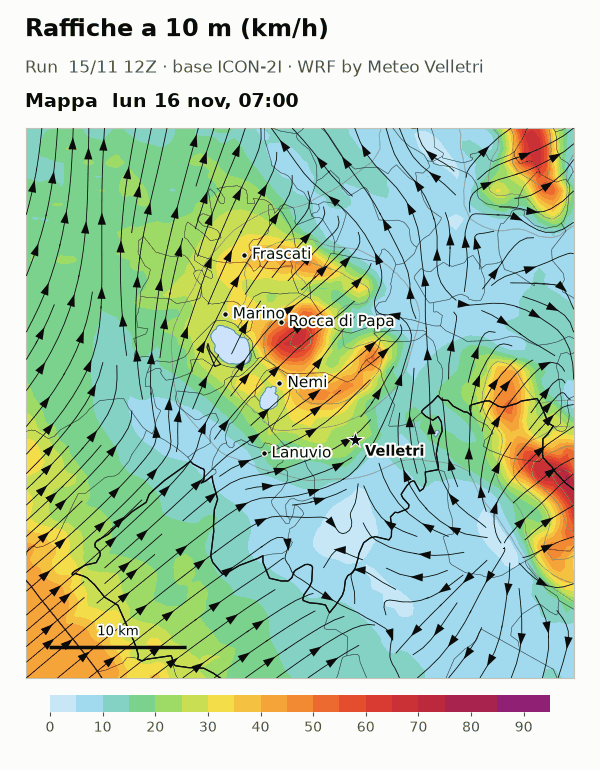 Raffiche a 10 m (km/h)
Run  15/11 12Z · base ICON-2I · WRF by Meteo Velletri
Mappa  lun 16 nov, 07:00
Frascati
Marino
Rocca di Papa
Nemi
Lanuvio
Velletri
10 km
0 10 20 30 40 50 60 70 80 90